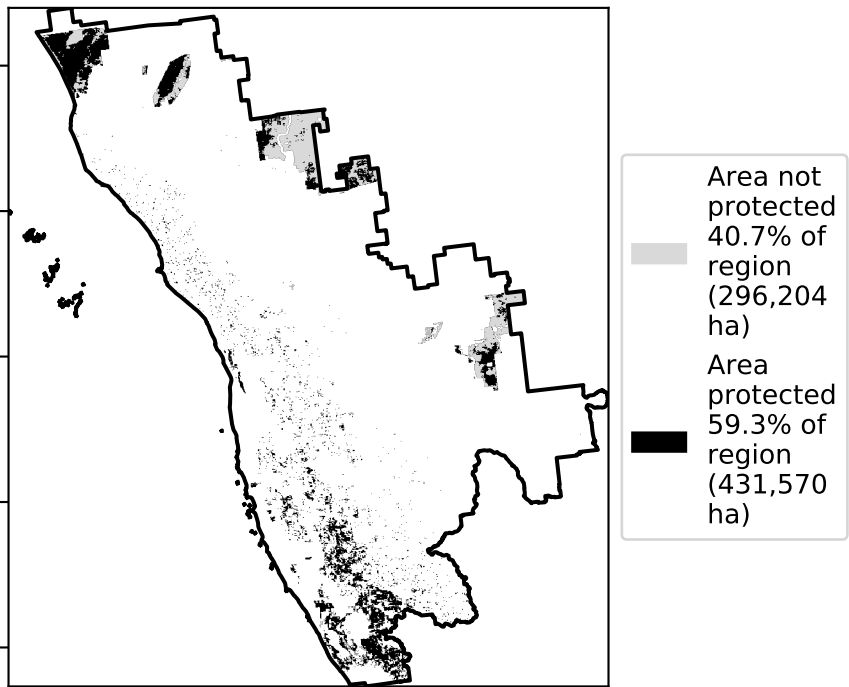 Area not
protected
40.7% of
region
(296,204
ha)
Area
protected
59.3% of
region
(431,570
ha)